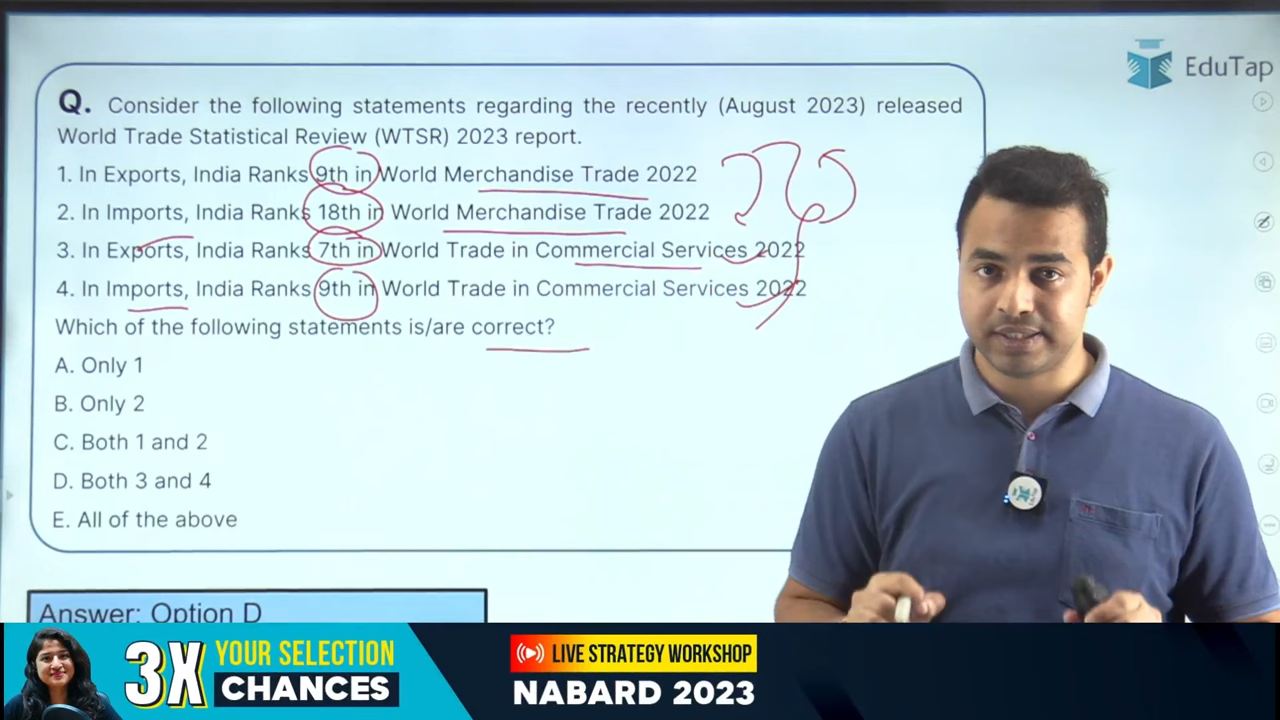 EduTap
Q. Consider the following statements regarding the recently (August 2023) released
World Trade Statistical Review (WTSR) 2023 report.
1. In Exports, India Ranks 9th in World Merchandise Trade 2022
2. In Imports, India Ranks 18th in World Merchandise Trade 2022
3. In Exports, India Ranks 7th in World Trade in Commercial Services 2022
4. In Imports, India Ranks 9th in World Trade in Commercial Services 2022
Which of the following statements is/are correct?
A. Only 1
B. Only 2
C. Both 1 and 2
D. Both 3 and 4
E. All of the above
Answer: Option D
3X YOUR SELECTION
CHANCES
LIVE STRATEGY WORKSHOP
NABARD 2023